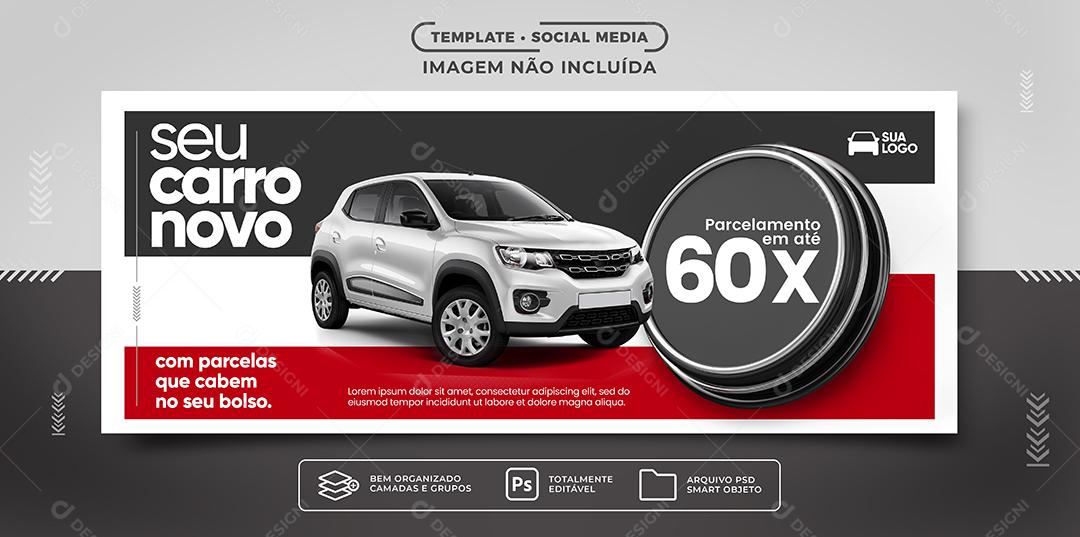 TEMPLATE • SOCIAL MEDIA
IMAGEM NÃO INCLUÍDA
seu
carro
novo
SUA
LOGO
Parcelamento
em até
60x
com parcelas
que cabem
no seu bolso.
Lorem ipsum dolor sit amet, consectetur adipiscing elit, sed do
eiusmod tempor incididunt ut labore et dolore magna aliqua.
BEM ORGANIZADO
CAMADAS E GRUPOS
Ps
TOTALMENTE
EDITÁVEL
ARQUIVO PSD
SMART OBJETO
DESIGNI